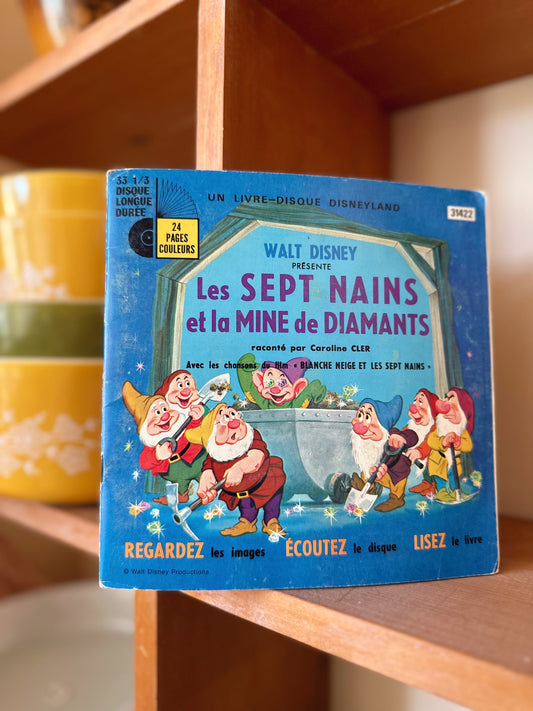 33 1/3
DISQUE
LONGUE
DURÉE
24
PAGES
COULEURS
UN LIVRE-DISQUE DISNEYLAND
31422
WALT DISNEY
PRÉSENTE
Les SEPT NAINS
et la MINE de DIAMANTS
raconté par Caroline CLER
Avec les chansons du film « BLANCHE NEIGE ET LES SEPT NAINS »
REGARDEZ les images ÉCOUTEZ le disque LISEZ le livre
© Walt Disney Productions